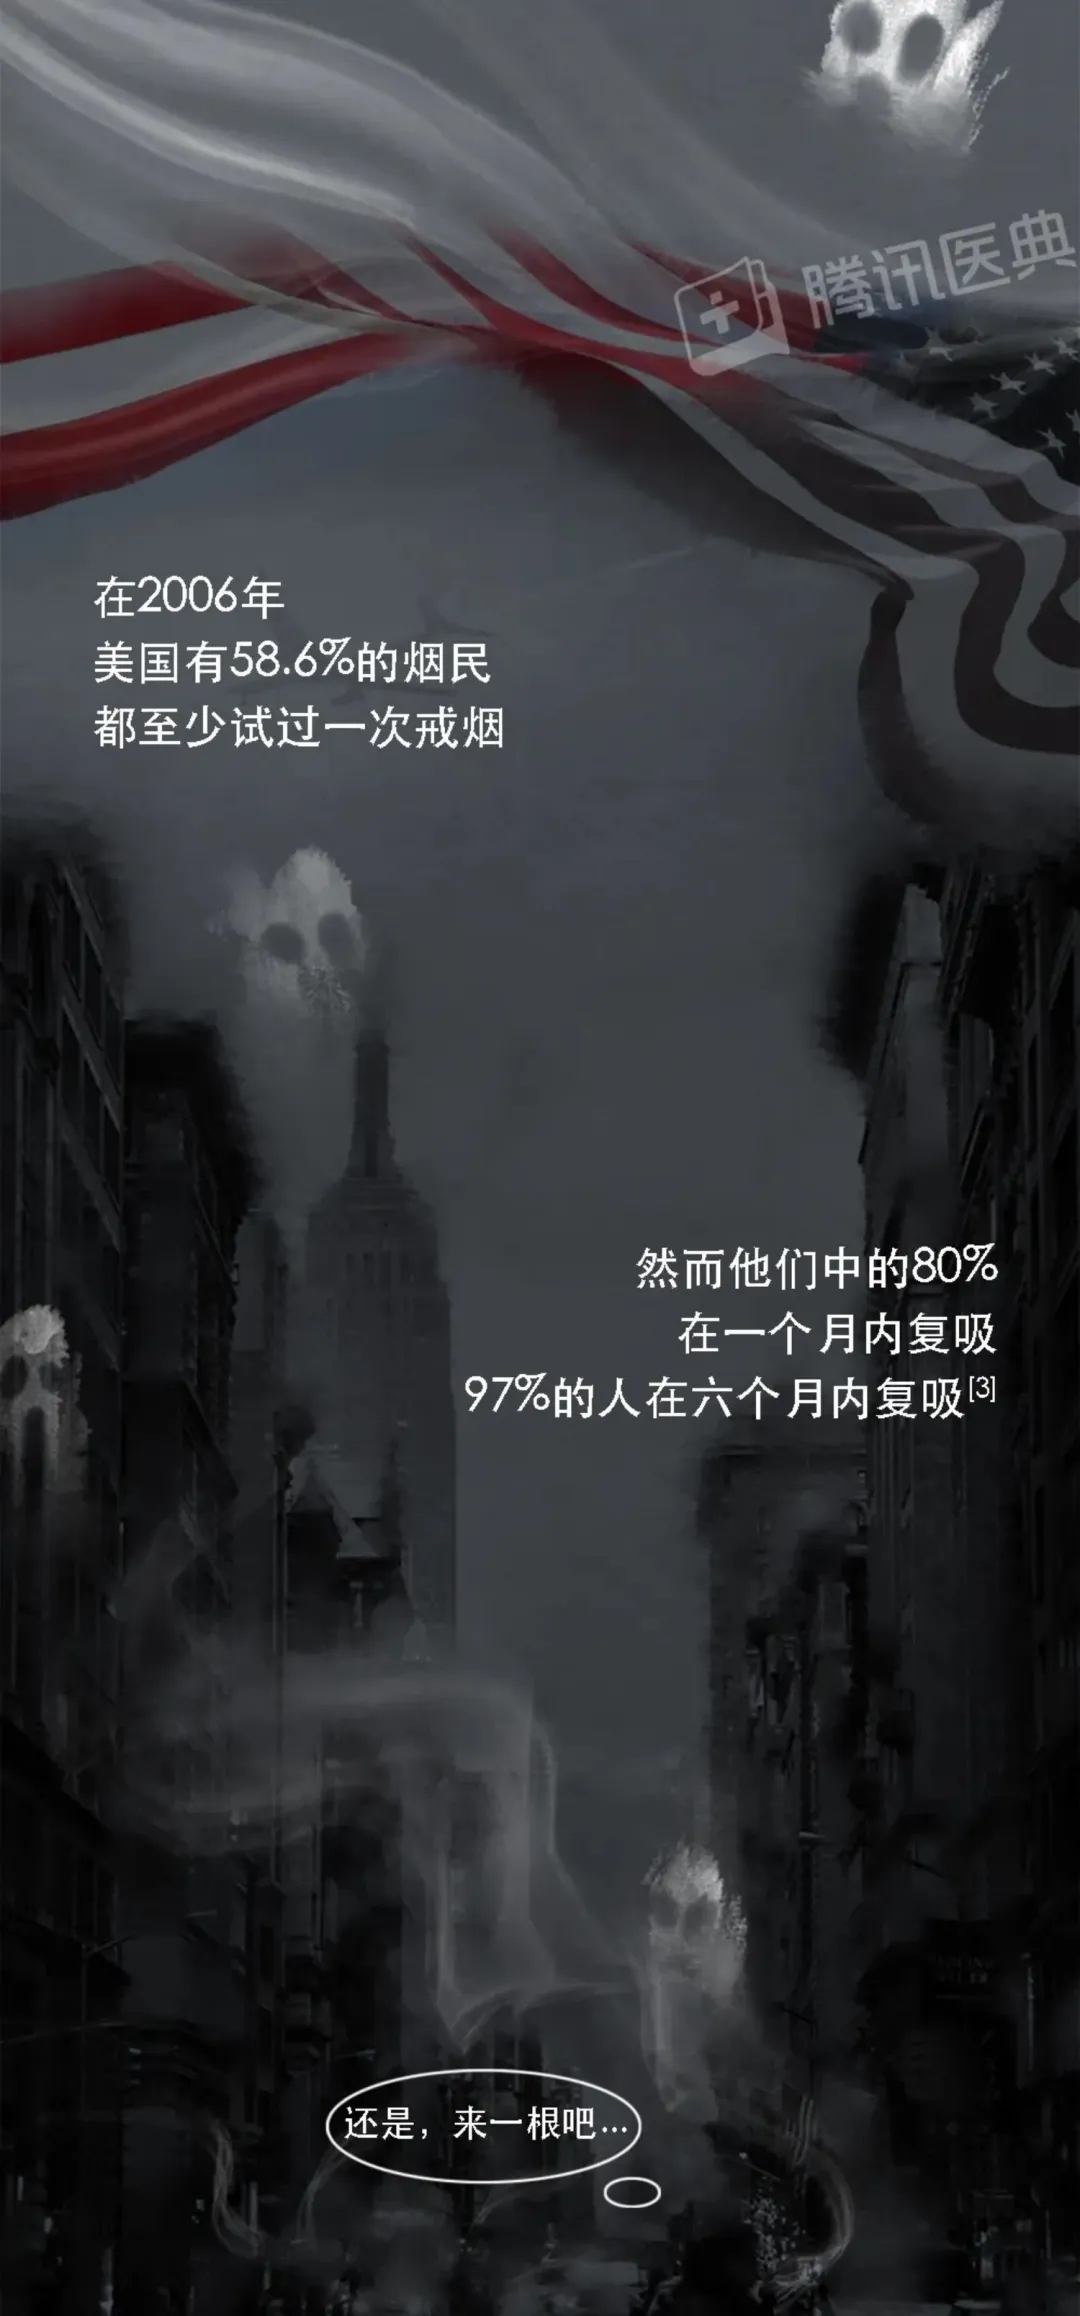 腾讯医典
在2006年
美国有58.6%的烟民
都至少试过一次戒烟
然而他们中的80%
在一个月内复吸
97%的人在六个月内复吸[3]
还是，来一根吧...